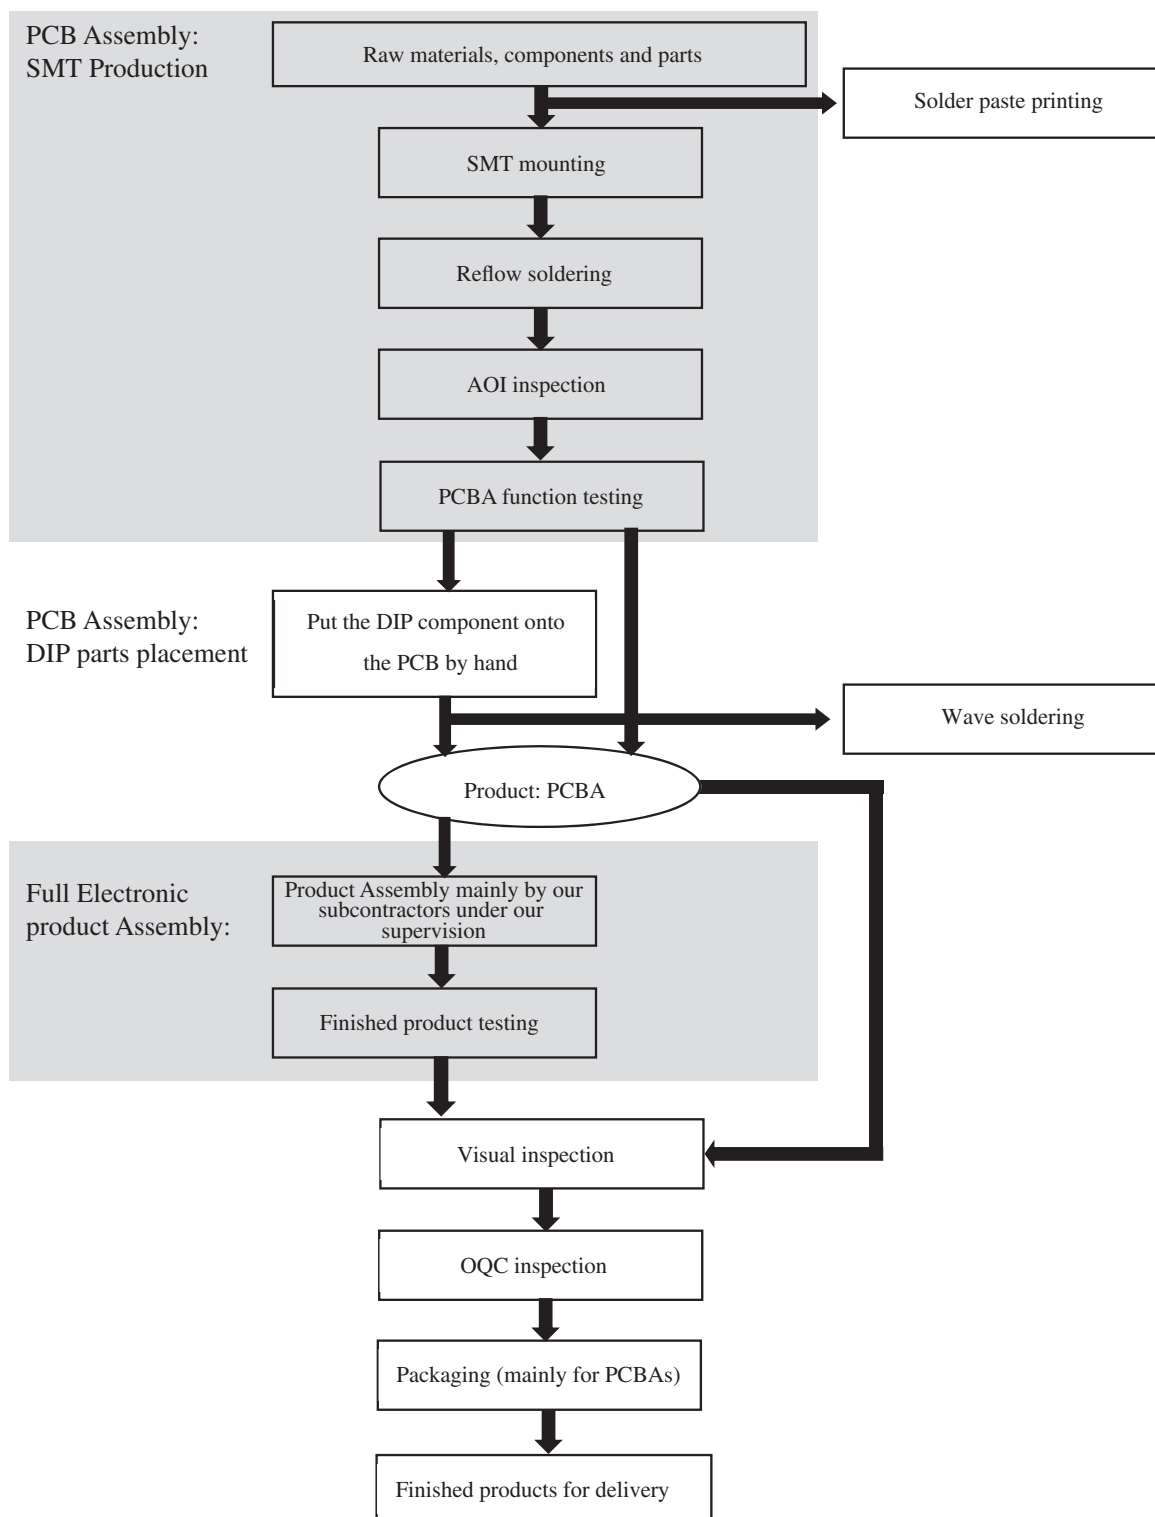 PCB Assembly:
SMT Production
Raw materials, components and parts
Solder paste printing
SMT mounting
Reflow soldering
AOI inspection
PCBA function testing
PCB Assembly:
DIP parts placement
Put the DIP component onto
the PCB by hand
Wave soldering
Product: PCBA
Full Electronic
product Assembly:
Product Assembly mainly by our
subcontractors under our
supervision
Finished product testing
Visual inspection
OQC inspection
Packaging (mainly for PCBAs)
Finished products for delivery